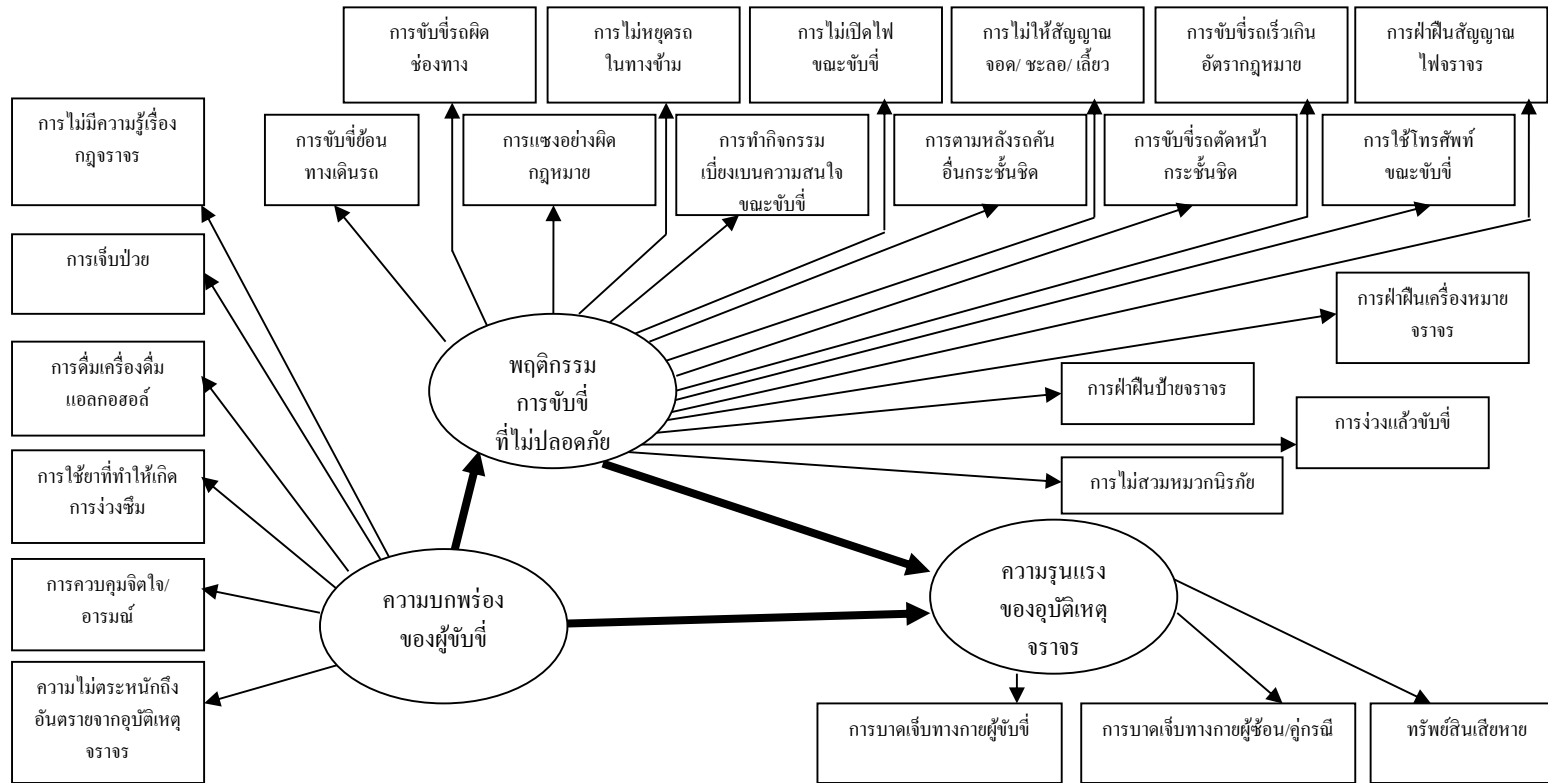 การขับขี่รถผิด
ช่องทาง
การไม่หยุดรถ
ในทางข้าม
การไม่เปิดไฟ
ขณะขับขี่
การไม่ให้สัญญาณ
จอด/ ชะลอ/ เลี้ยว
การขับขี่รถเร็วเกิน
อัตรากฎหมาย
การฝ่าฝืนสัญญาณ
ไฟจราจร
การไม่มีความรู้เรื่อง
กฎจราจร
การขับขี่ย้อน
ทางเดินรถ
การแซงอย่างผิด
กฎหมาย
การทำกิจกรรม
เบี่ยงเบนความสนใจ
ขณะขับขี่
การตามหลังรถคัน
อื่นกระชั้นชิด
การขับขี่รถตัดหน้า
กระชั้นชิด
การใช้โทรศัพท์
ขณะขับขี่
การเจ็บป่วย
การฝ่าฝืนเครื่องหมาย
จราจร
การดื่มเครื่องดื่ม
แอลกอฮอล์
พฤติกรรม
การขับขี่
ที่ไม่ปลอดภัย
การฝ่าฝืนป้ายจราจร
การง่วงแล้วขับขี่
การใช้ยาที่ทำให้เกิด
การง่วงซึม
การไม่สวมหมวกนิรภัย
การควบคุมจิตใจ/
อารมณ์
ความบกพร่อง
ของผู้ขับขี่
ความรุนแรง
ของอุบัติเหตุ
จราจร
ความไม่ตระหนักถึง
อันตรายจากอุบัติเหตุ
จราจร
การบาดเจ็บทางกายผู้ขับขี่
การบาดเจ็บทางกายผู้ซ้อน/คู่กรณี
ทรัพย์สินเสียหาย